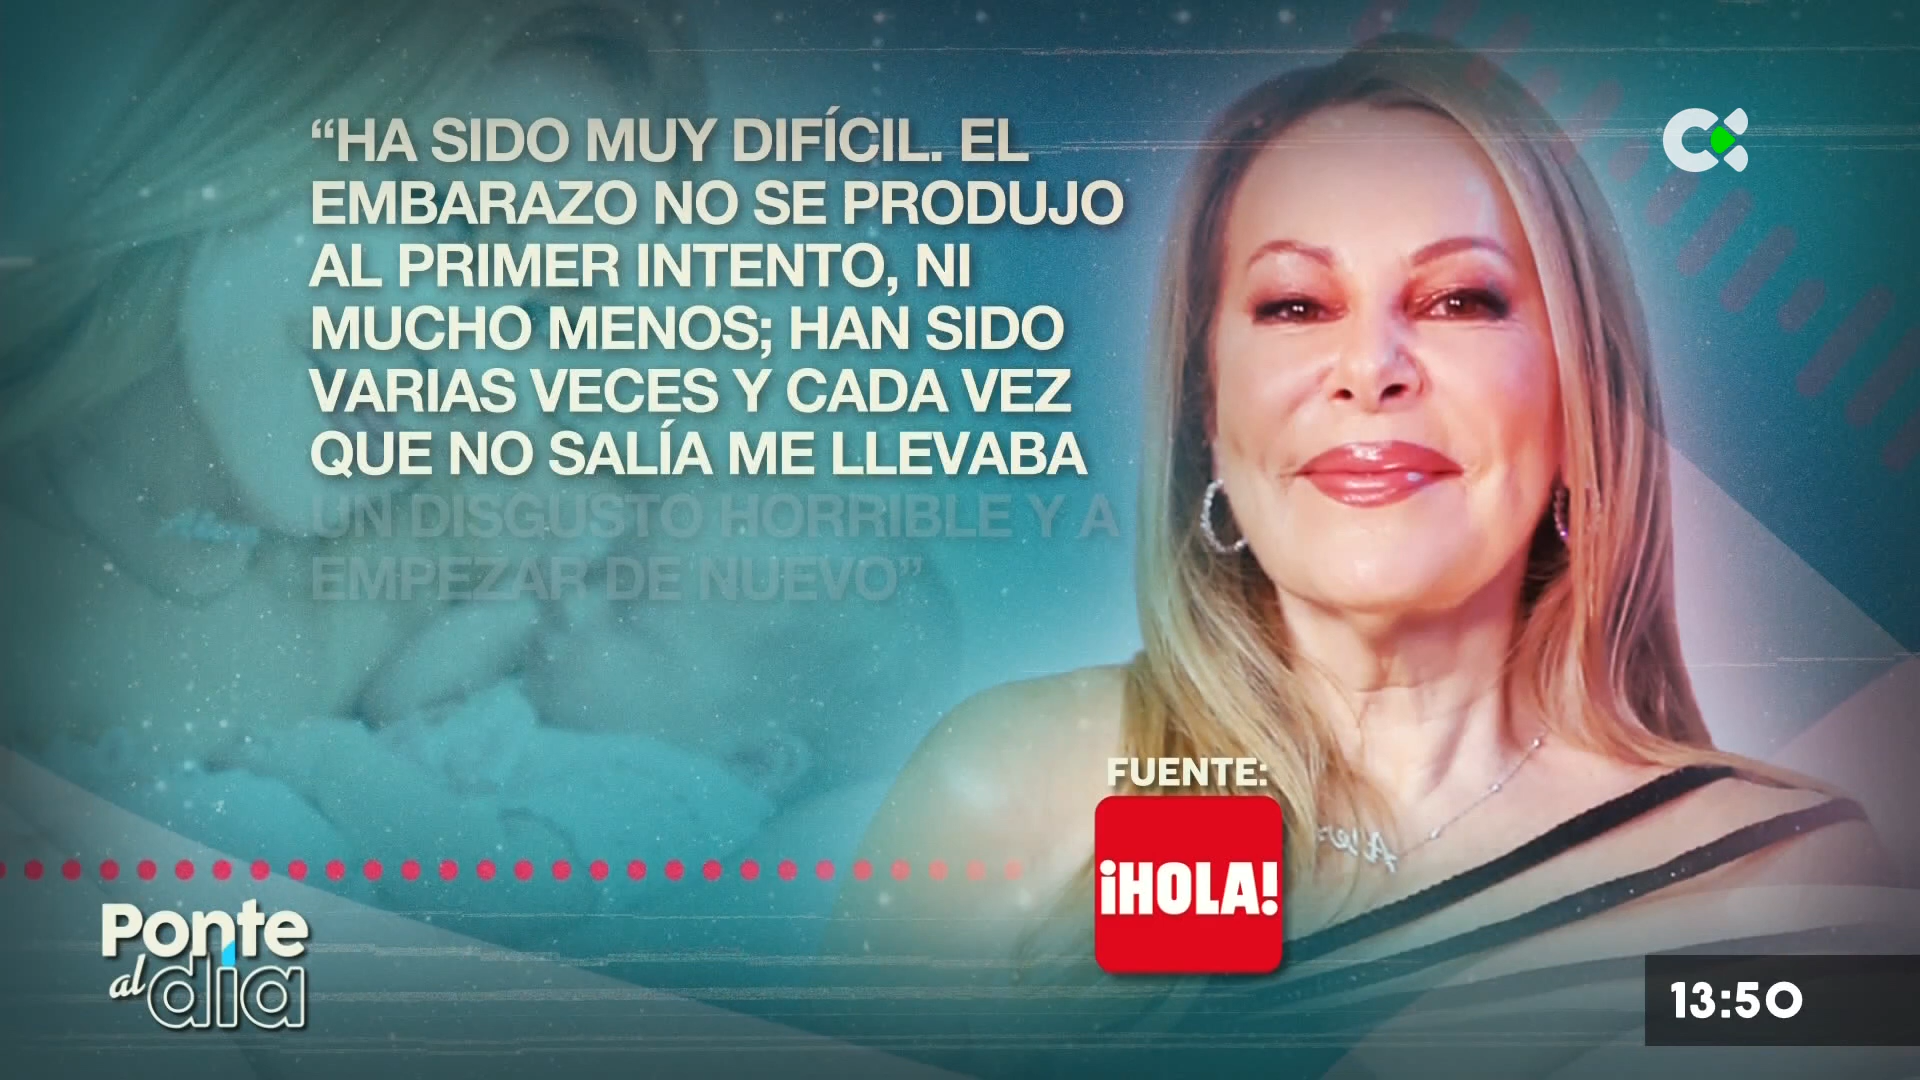 “HA SIDO MUY DIFÍCIL. EL
EMBARAZO NO SE PRODUJO
AL PRIMER INTENTO, NI
MUCHO MENOS; HAN SIDO
VARIAS VECES Y CADA VEZ
QUE NO SALÍA ME LLEVABA
UN DISGUSTO HORRIBLE Y A
EMPEZAR DE NUEVO”
FUENTE:
¡HOLA!
Ponte
al día
13:50